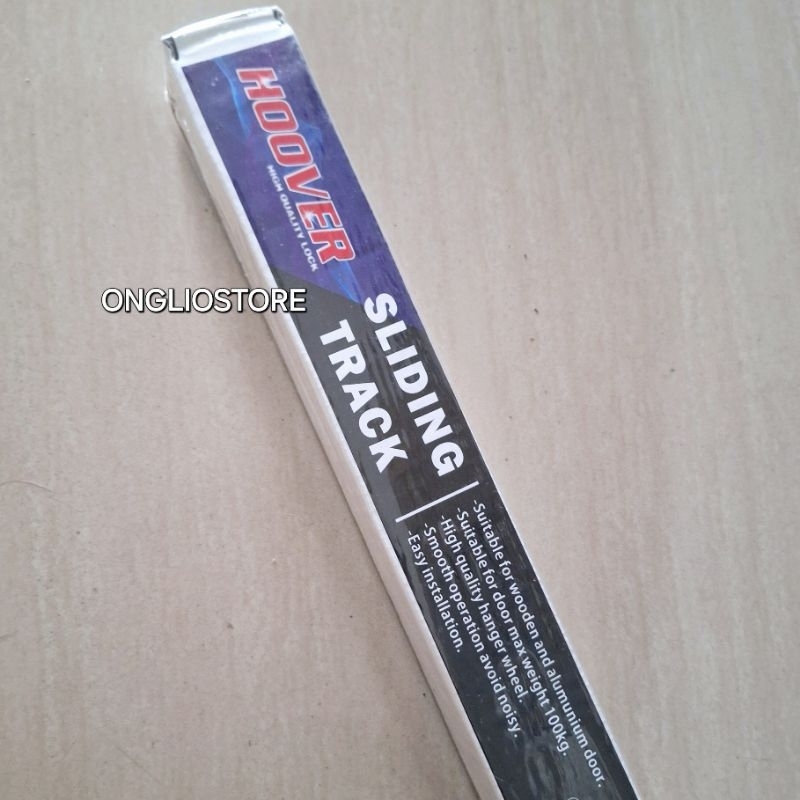 HOOVER
HIGH QUALITY LOCK
ONGLIOSTORE
SLIDING
TRACK
-Suitable for wooden and alumunium door.
-Suitable for door max weight 100kg.
-High quality hanger wheel.
-Smooth operation avoid noisy.
-Easy installation.